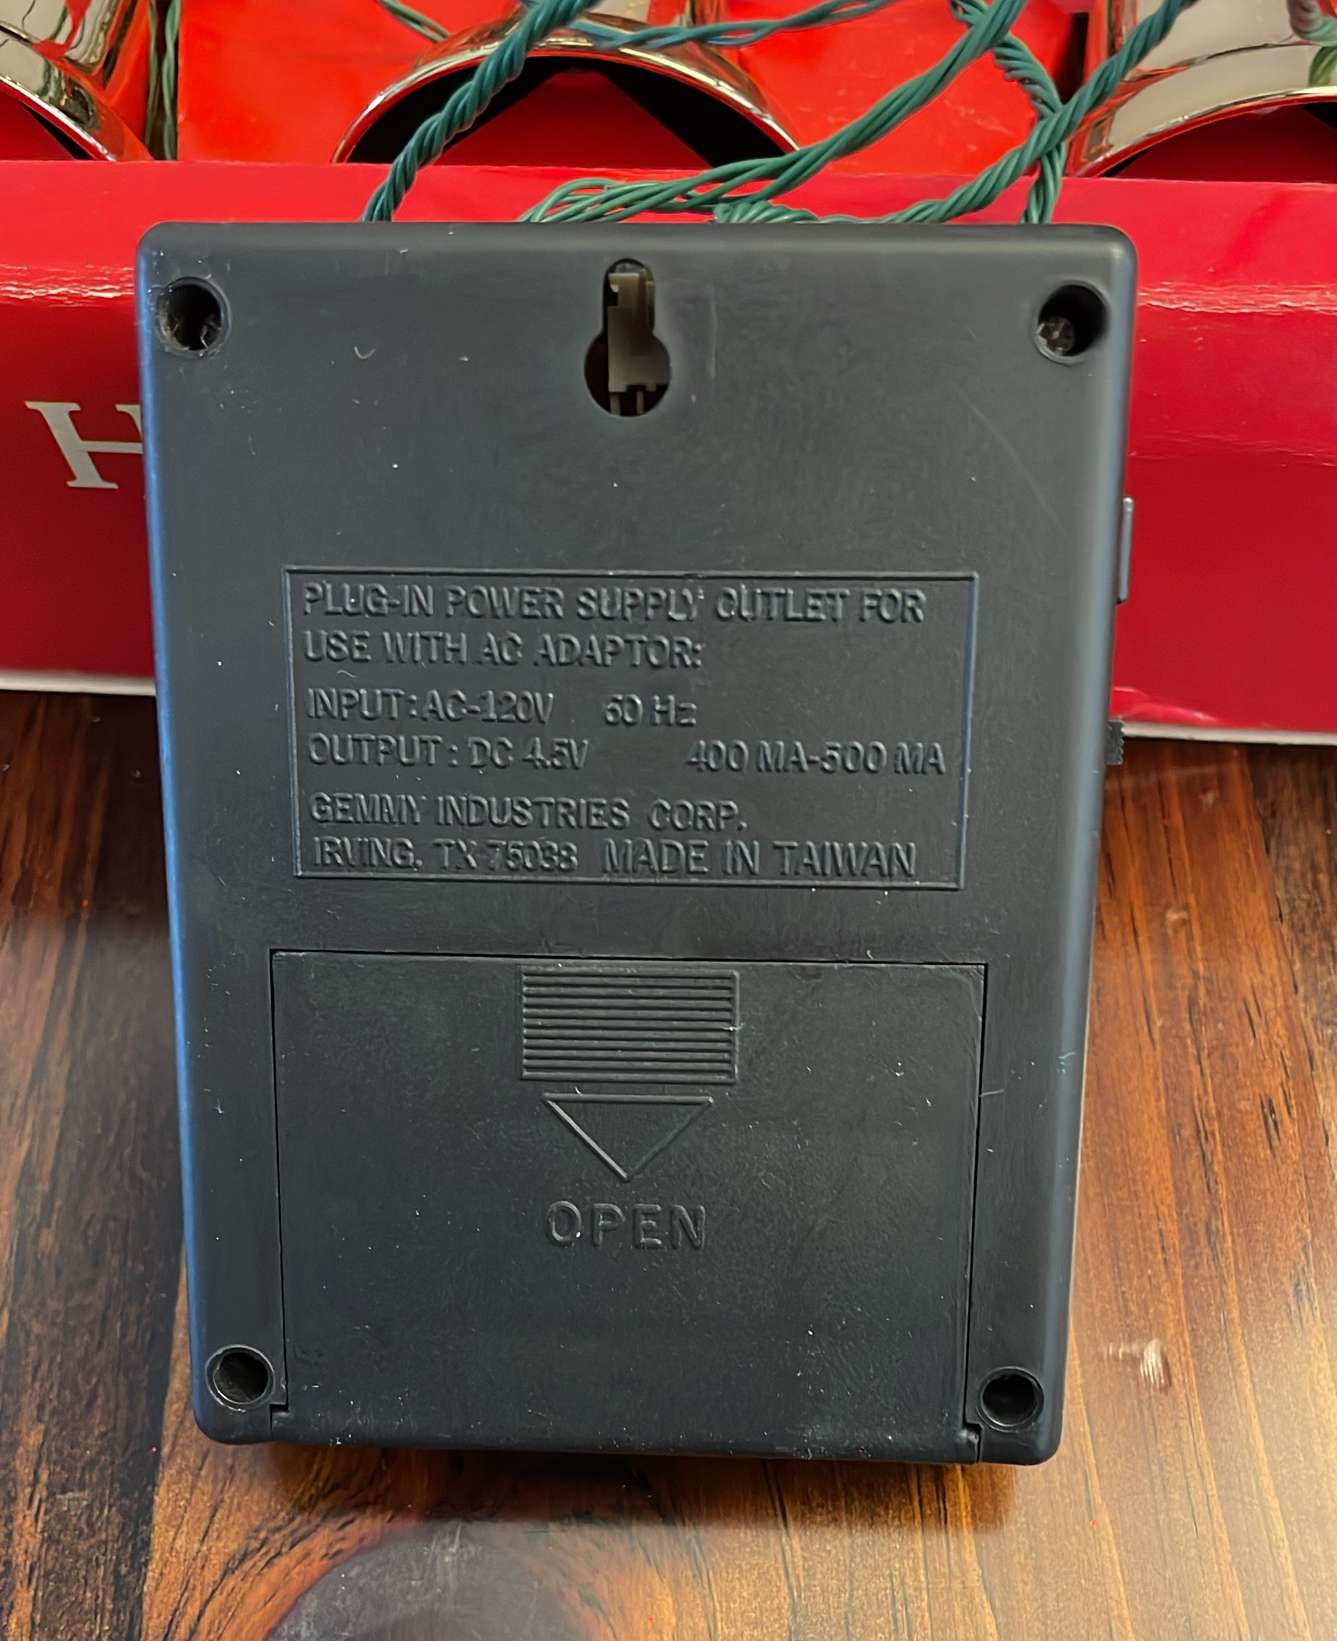 H
PLUG-IN POWER SUPPLY OUTLET FOR
USE WITH AC ADAPTOR:
INPUT: AC-120V 60 Hz
OUTPUT: DC 4.5V 400 MA-500 MA
GEMMY INDUSTRIES CORP.
IRVING, TX 75038 MADE IN TAIWAN
OPEN